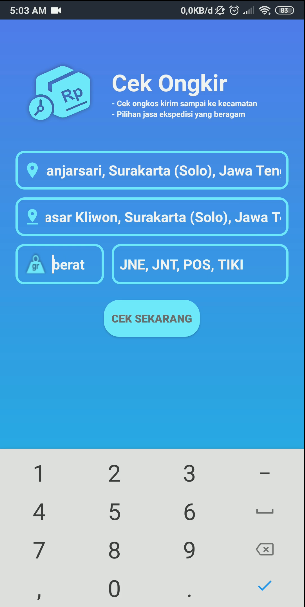 5:03 AM 0,0KB/d 83
Rp
Cek Ongkir
- Cek ongkos kirim sampai ke kecamatan
- Pilihan jasa ekspedisi yang beragam
anjarsari, Surakarta (Solo), Jawa Teng
asar Kliwon, Surakarta (Solo), Jawa T
gr berat JNE, JNT, POS, TIKI
CEK SEKARANG
1 2 3 –
4 5 6
7 8 9
, 0 .